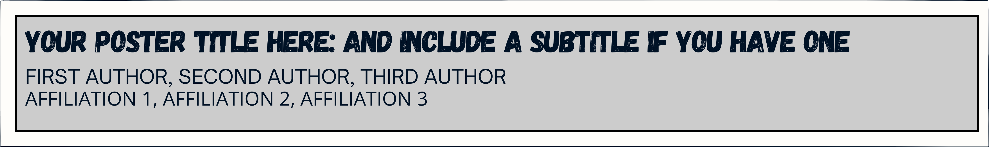 YOUR POSTER TITLE HERE: AND INCLUDE A SUBTITLE IF YOU HAVE ONE
FIRST AUTHOR, SECOND AUTHOR, THIRD AUTHOR
AFFILIATION 1, AFFILIATION 2, AFFILIATION 3